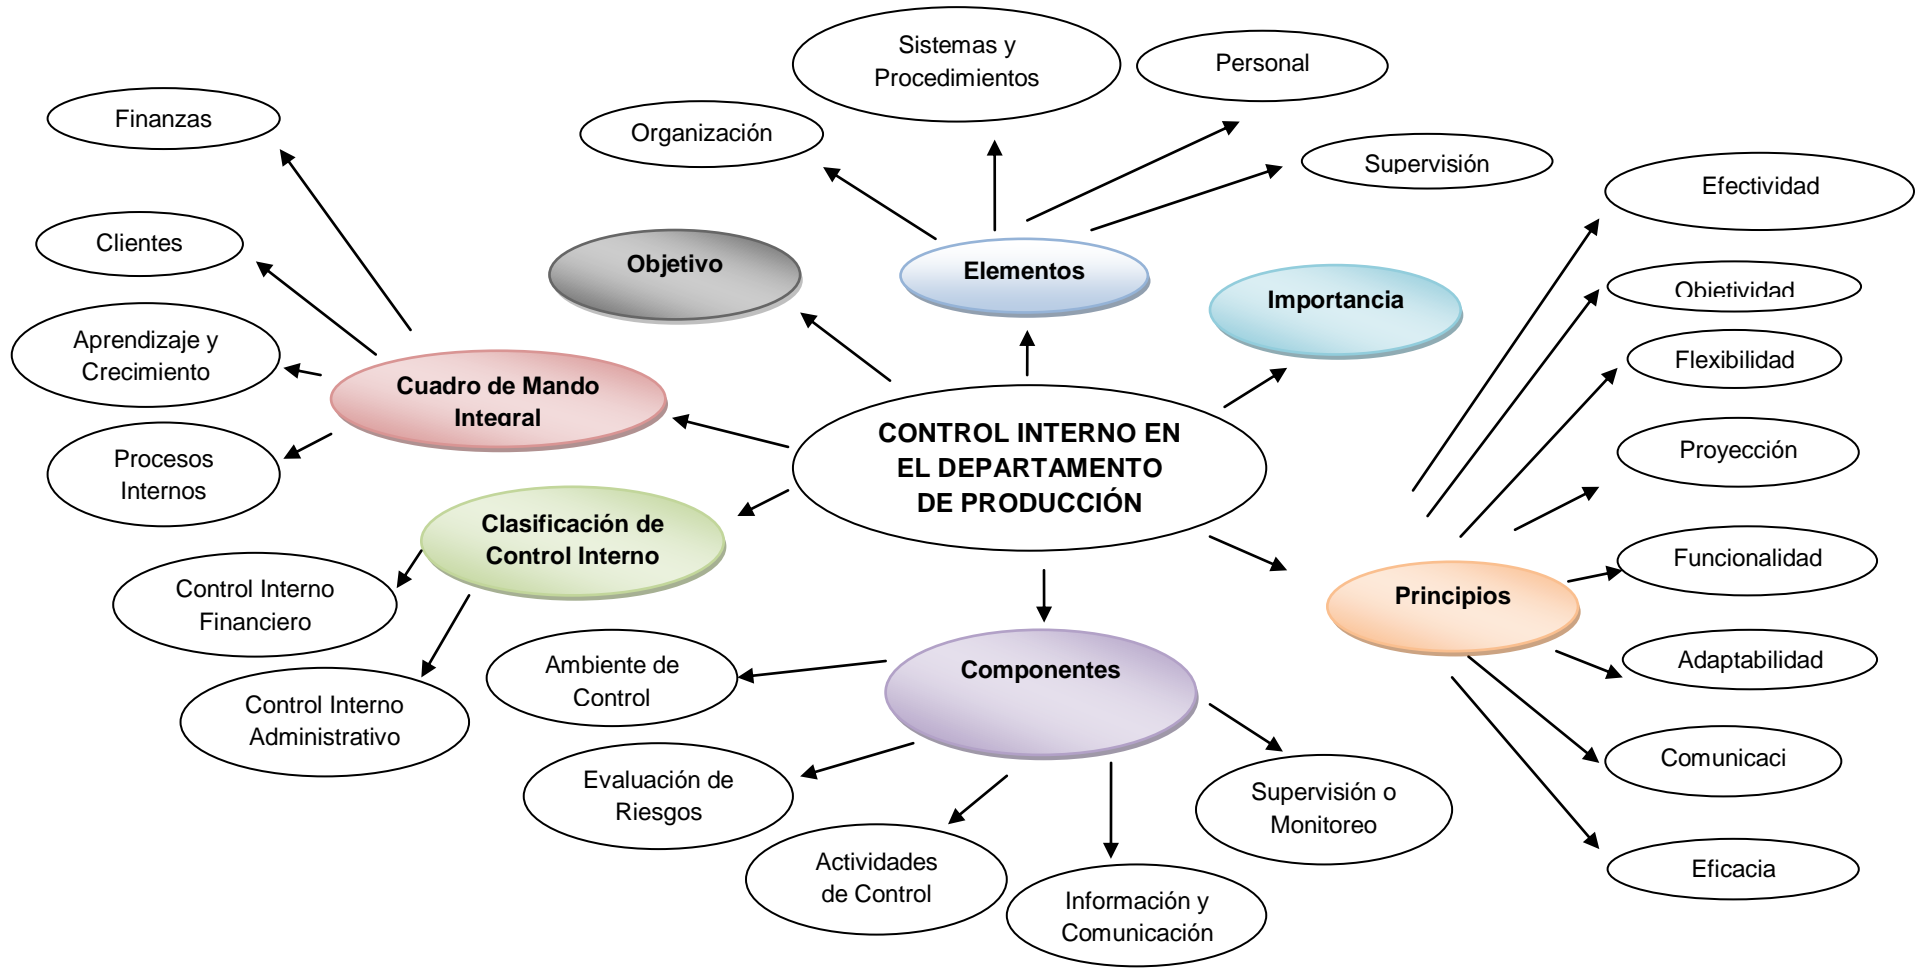 Sistemas y
Procedimientos
Personal
Finanzas
Organización
Supervisión
Efectividad
Clientes
Objetivo
Elementos
Importancia
Objetividad
Aprendizaje y
Crecimiento
Flexibilidad
Cuadro de Mando
Integral
CONTROL INTERNO EN
EL DEPARTAMENTO
DE PRODUCCIÓN
Proyección
Procesos
Internos
Clasificación de
Control Interno
Funcionalidad
Control Interno
Financiero
Principios
Ambiente de
Control
Componentes
Adaptabilidad
Control Interno
Administrativo
Comunicaci
Evaluación de
Riesgos
Supervisión o
Monitoreo
Actividades
de Control
Eficacia
Información y
Comunicación